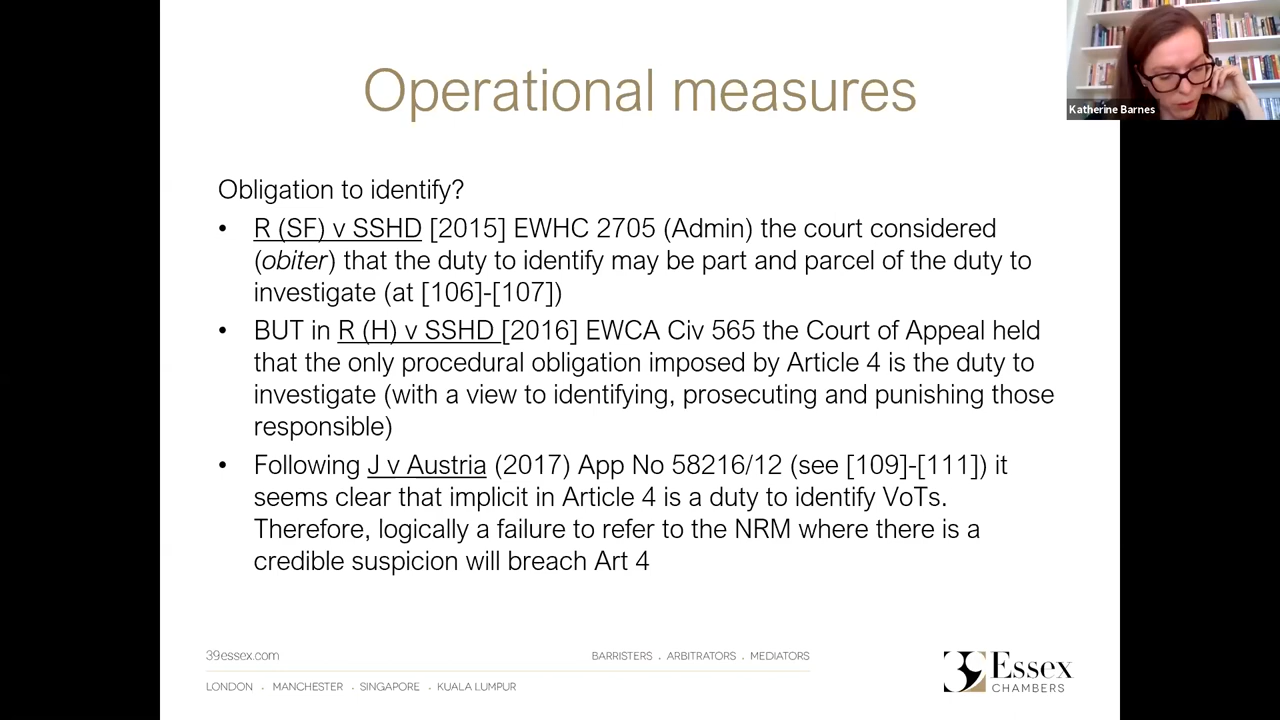 Operational measures
Katherine Barnes
Obligation to identify?
• R (SF) v SSHD [2015] EWHC 2705 (Admin) the court considered
(obiter) that the duty to identify may be part and parcel of the duty to
investigate (at [106]-[107])
• BUT in R (H) v SSHD [2016] EWCA Civ 565 the Court of Appeal held
that the only procedural obligation imposed by Article 4 is the duty to
investigate (with a view to identifying, prosecuting and punishing those
responsible)
• Following J v Austria (2017) App No 58216/12 (see [109]-[111]) it
seems clear that implicit in Article 4 is a duty to identify VoTs.
Therefore, logically a failure to refer to the NRM where there is a
credible suspicion will breach Art 4
39essex.com
BARRISTERS . ARBITRATORS . MEDIATORS
LONDON . MANCHESTER . SINGAPORE . KUALA LUMPUR
39 Essex
CHAMBERS